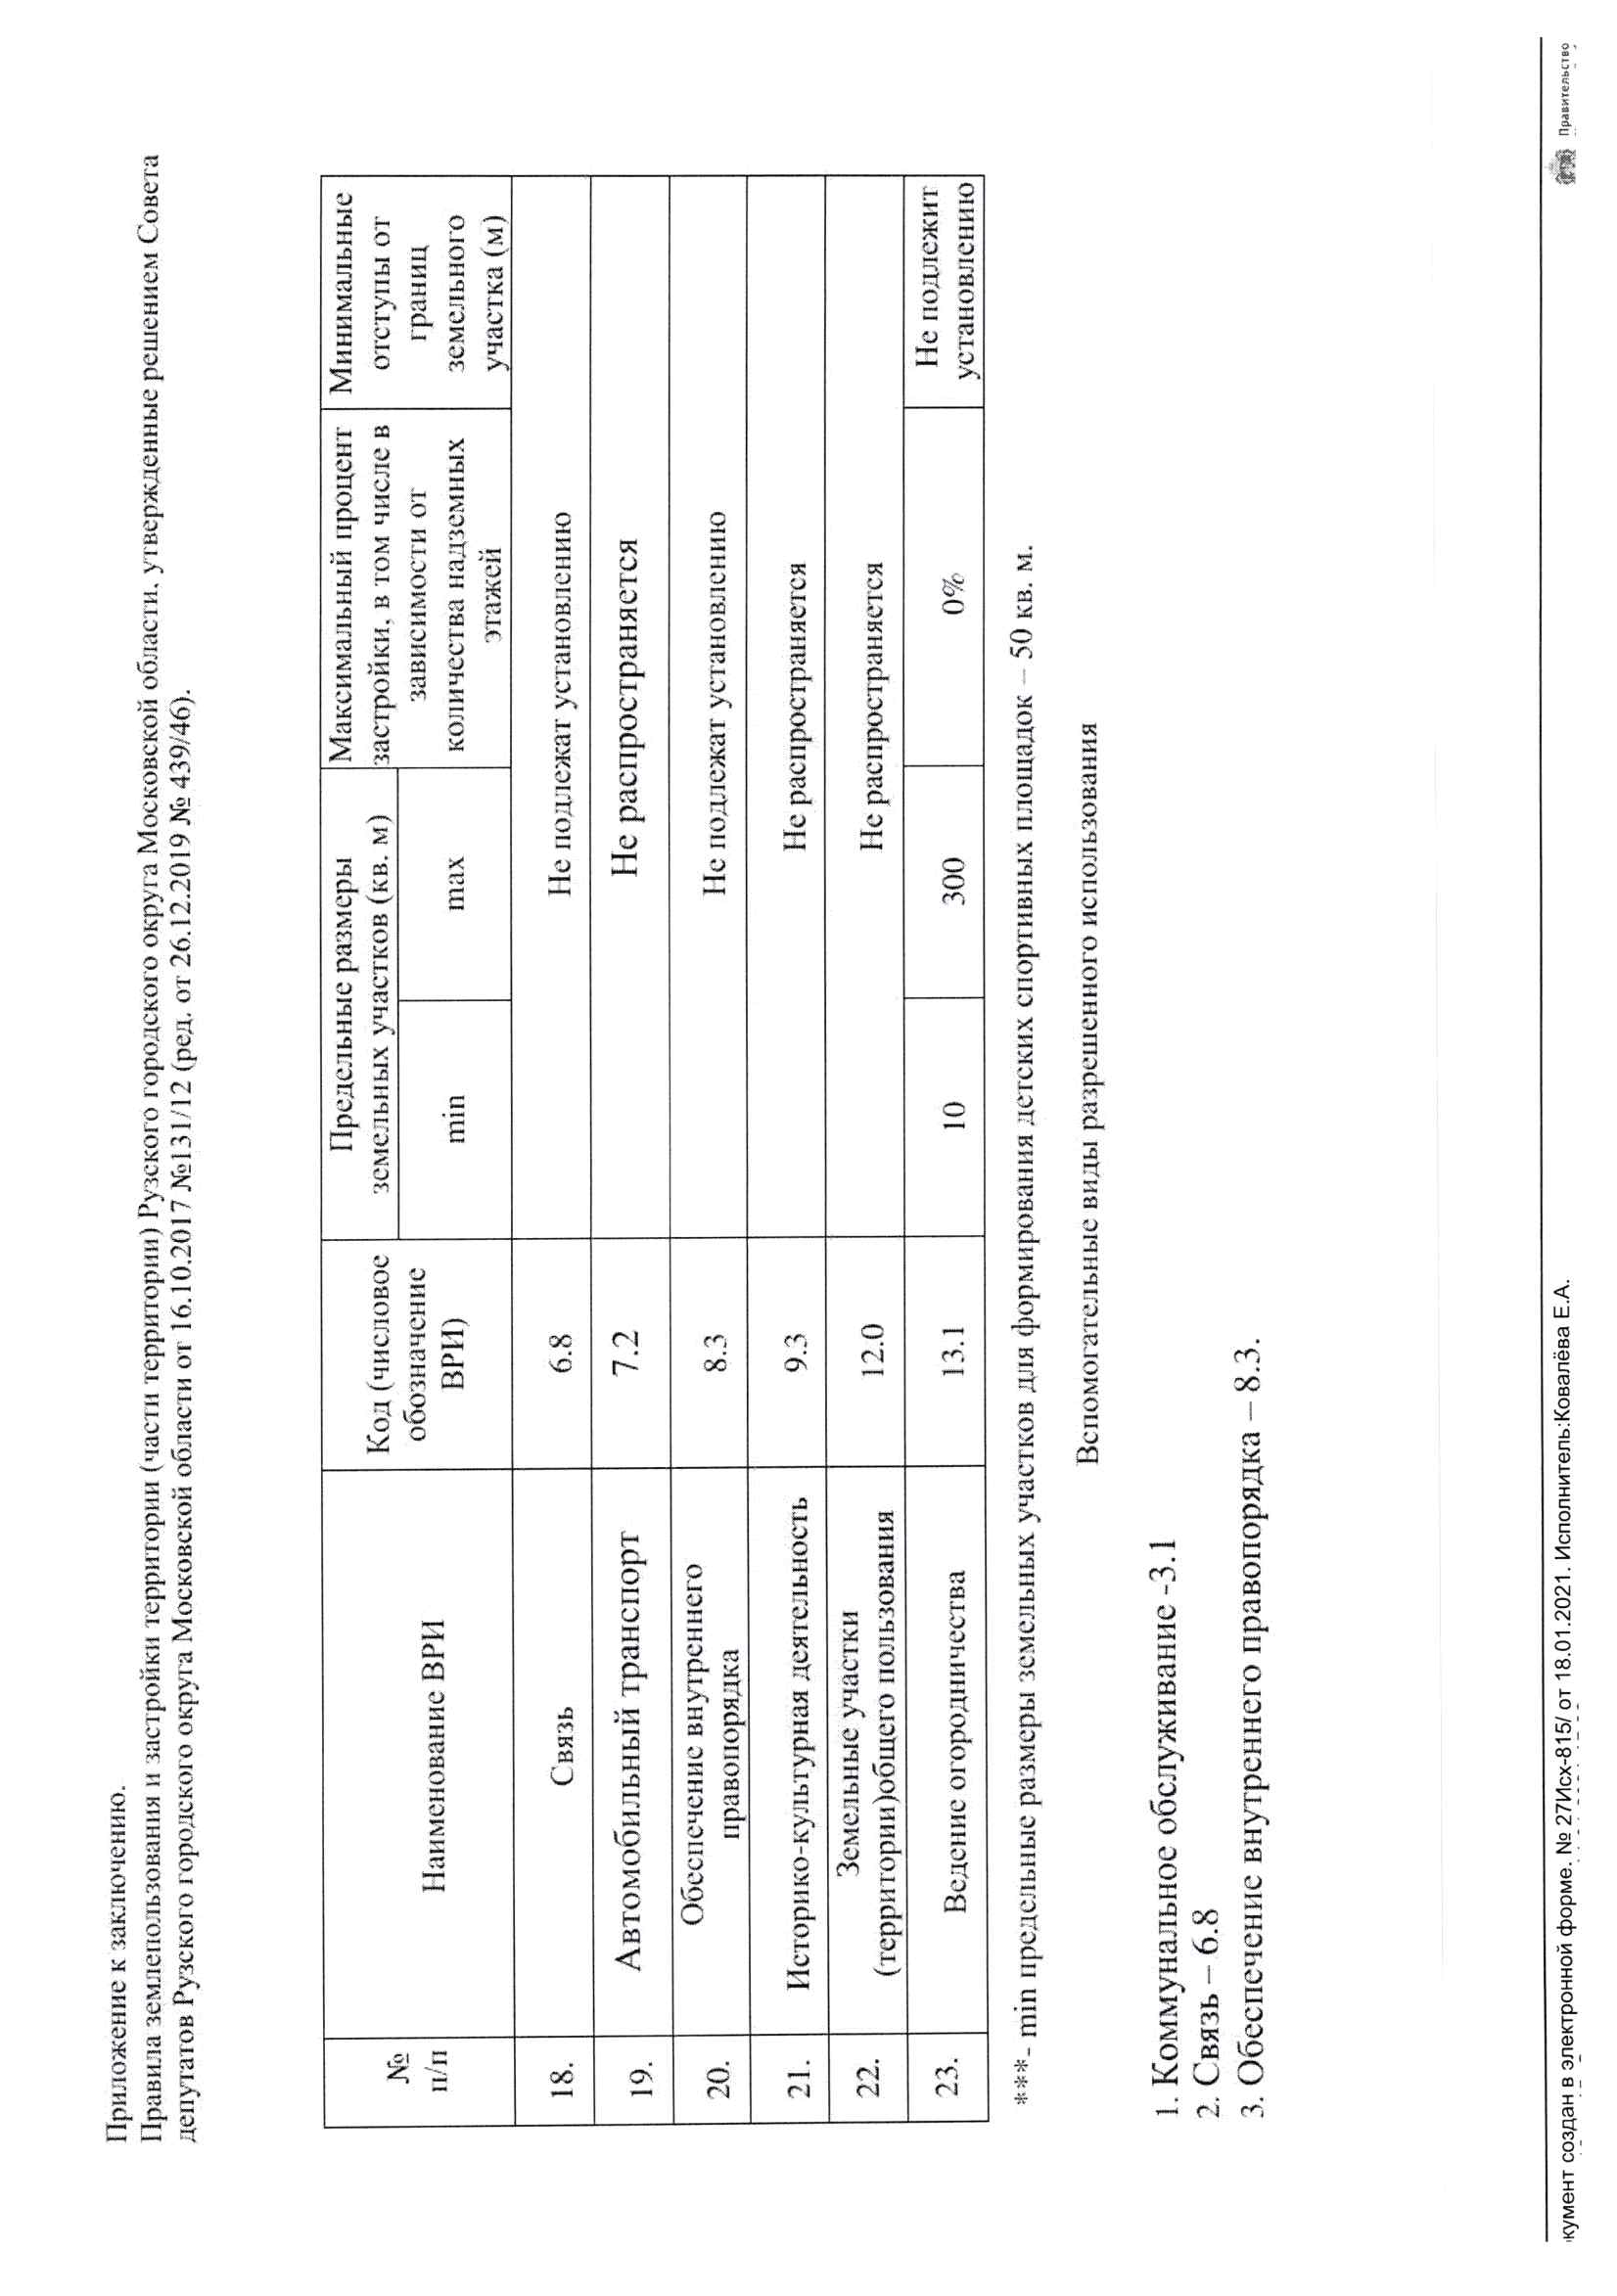 Приложение к заключению.
Правила землепользования и застройки территории (части территории) Рузского городского округа Московской области, утвержденные решением Совета
депутатов Рузского городского округа Московской области от 16.10.2017 №131/12 (ред. от 26.12.2019 № 439/46).
№ п/п
Наименование ВРИ
Код (числовое
обозначение
ВРИ)
Предельные размеры
земельных участков (кв. м)
min
max
Максимальный процент
застройки, в том числе в
зависимости от
количества надземных
этажей
Минимальные
отступы от
границ
земельного
участка (м)
18. Связь 6.8 Не подлежат установлению
19. Автомобильный транспорт 7.2 Не распространяется
20. Обеспечение внутреннего
правопорядка 8.3 Не подлежат установлению
21. Историко-культурная деятельность 9.3 Не распространяется
22. Земельные участки
(территории)общего пользования 12.0 Не распространяется
23. Ведение огородничества 13.1 10 300 0% Не подлежит
установлению
***- min предельные размеры земельных участков для формирования детских спортивных площадок – 50 кв. м.
Вспомогательные виды разрешенного использования
1. Коммунальное обслуживание -3.1
2. Связь – 6.8
3. Обеспечение внутреннего правопорядка – 8.3.
кумент создан в электронной форме. № 27Исх-815/ от 18.01.2021. Исполнитель:Ковалёва Е.А.
Правительство